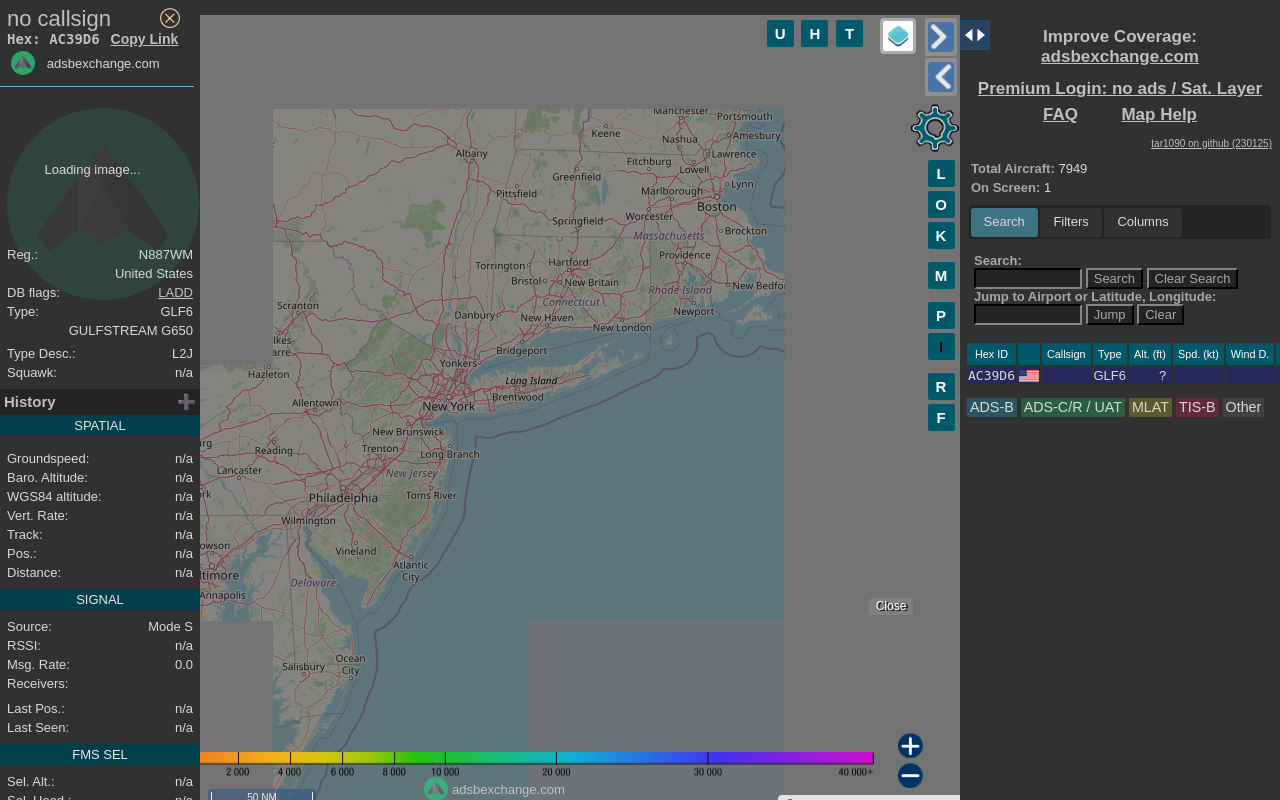 no callsign
Hex: AC39D6 Copy Link
adsbexchange.com
Loading image...
Reg.: N887WM
United States
DB flags: LADD
Type: GLF6
GULFSTREAM G650
Type Desc.: L2J
Squawk: n/a
History
SPATIAL
Groundspeed: n/a
Baro. Altitude: n/a
WGS84 altitude: n/a
Vert. Rate: n/a
Track: n/a
Pos.: n/a
Distance: n/a
SIGNAL
Source: Mode S
RSSI: n/a
Msg. Rate: 0.0
Receivers:
Last Pos.: n/a
Last Seen: n/a
FMS SEL
Sel. Alt.: n/a
Sel. Head.: n/a
U H T
L
O
K
M
P
I
R
F
Manchester
Portsmouth
Keene
Nashua
Amesbury
Albany
Fitchburg
Lawrence
Greenfield
Lowell
Pittsfield
Marlborough
Lynn
Boston
Springfield
Worcester
Massachusetts
Brockton
Torrington
Hartford
Providence
Bristol
New Britain
Rhode Island
New Bedfor
Scranton
Connecticut
Danbury
New Haven
Newport
New London
lkes-
arre
Bridgeport
Hazleton
Yonkers
Long Island
Allentown
New York
Brentwood
New Brunswick
Reading
Trenton
Long Branch
Lancaster
New Jersey
Philadelphia
Toms River
Wilmington
Vineland
Atlantic
City
ltimore
Delaware
Annapolis
Ocean
City
Salisbury
Close
2 000 4 000 6 000 8 000 10 000 20 000 30 000 40 000+
adsbexchange.com
50 NM
Improve Coverage:
adsbexchange.com
Premium Login: no ads / Sat. Layer
FAQ Map Help
tar1090 on github (230125)
Total Aircraft: 7949
On Screen: 1
Search Filters Columns
Search:
Search Clear Search
Jump to Airport or Latitude, Longitude:
Jump Clear
Hex ID Callsign Type Alt. (ft) Spd. (kt) Wind D.
AC39D6 GLF6 ?
ADS-B ADS-C/R / UAT MLAT TIS-B Other